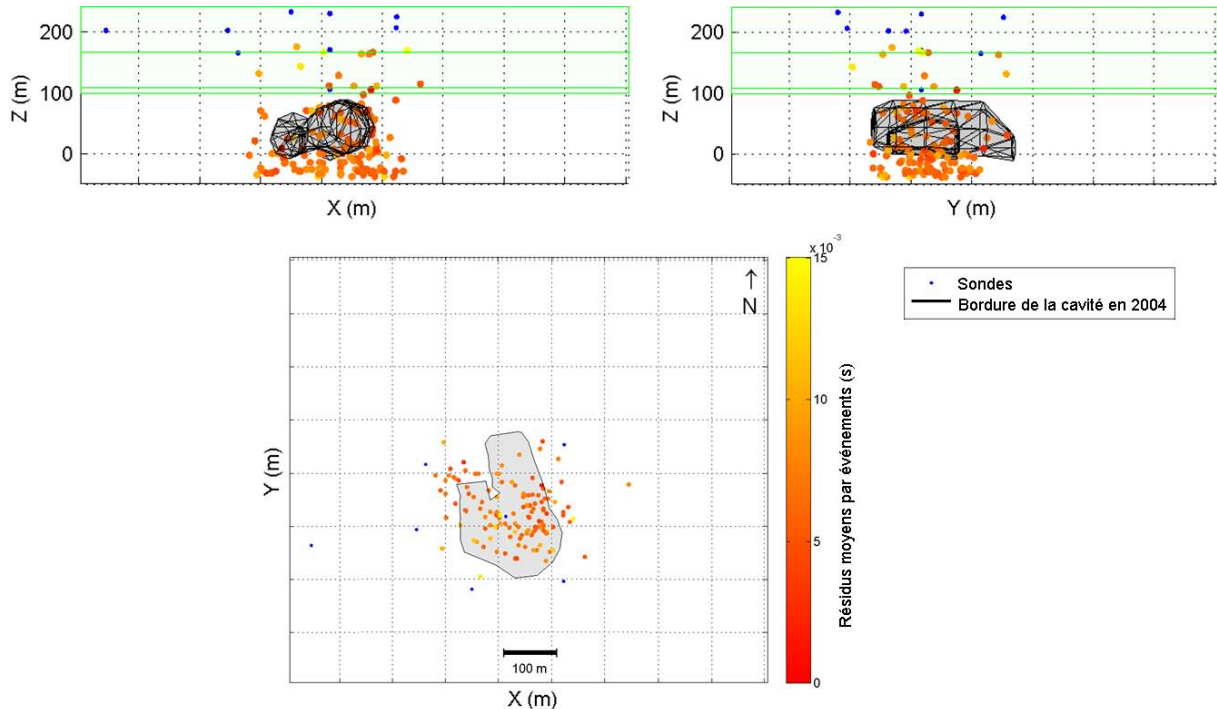 200
100
0
Z (m)
X (m)
200
100
0
Z (m)
Y (m)
↑
N
Y (m)
X (m)
100 m
x 10⁻³
15
10
5
0
Résidus moyens par événements (s)
Sondes
Bordure de la cavité en 2004